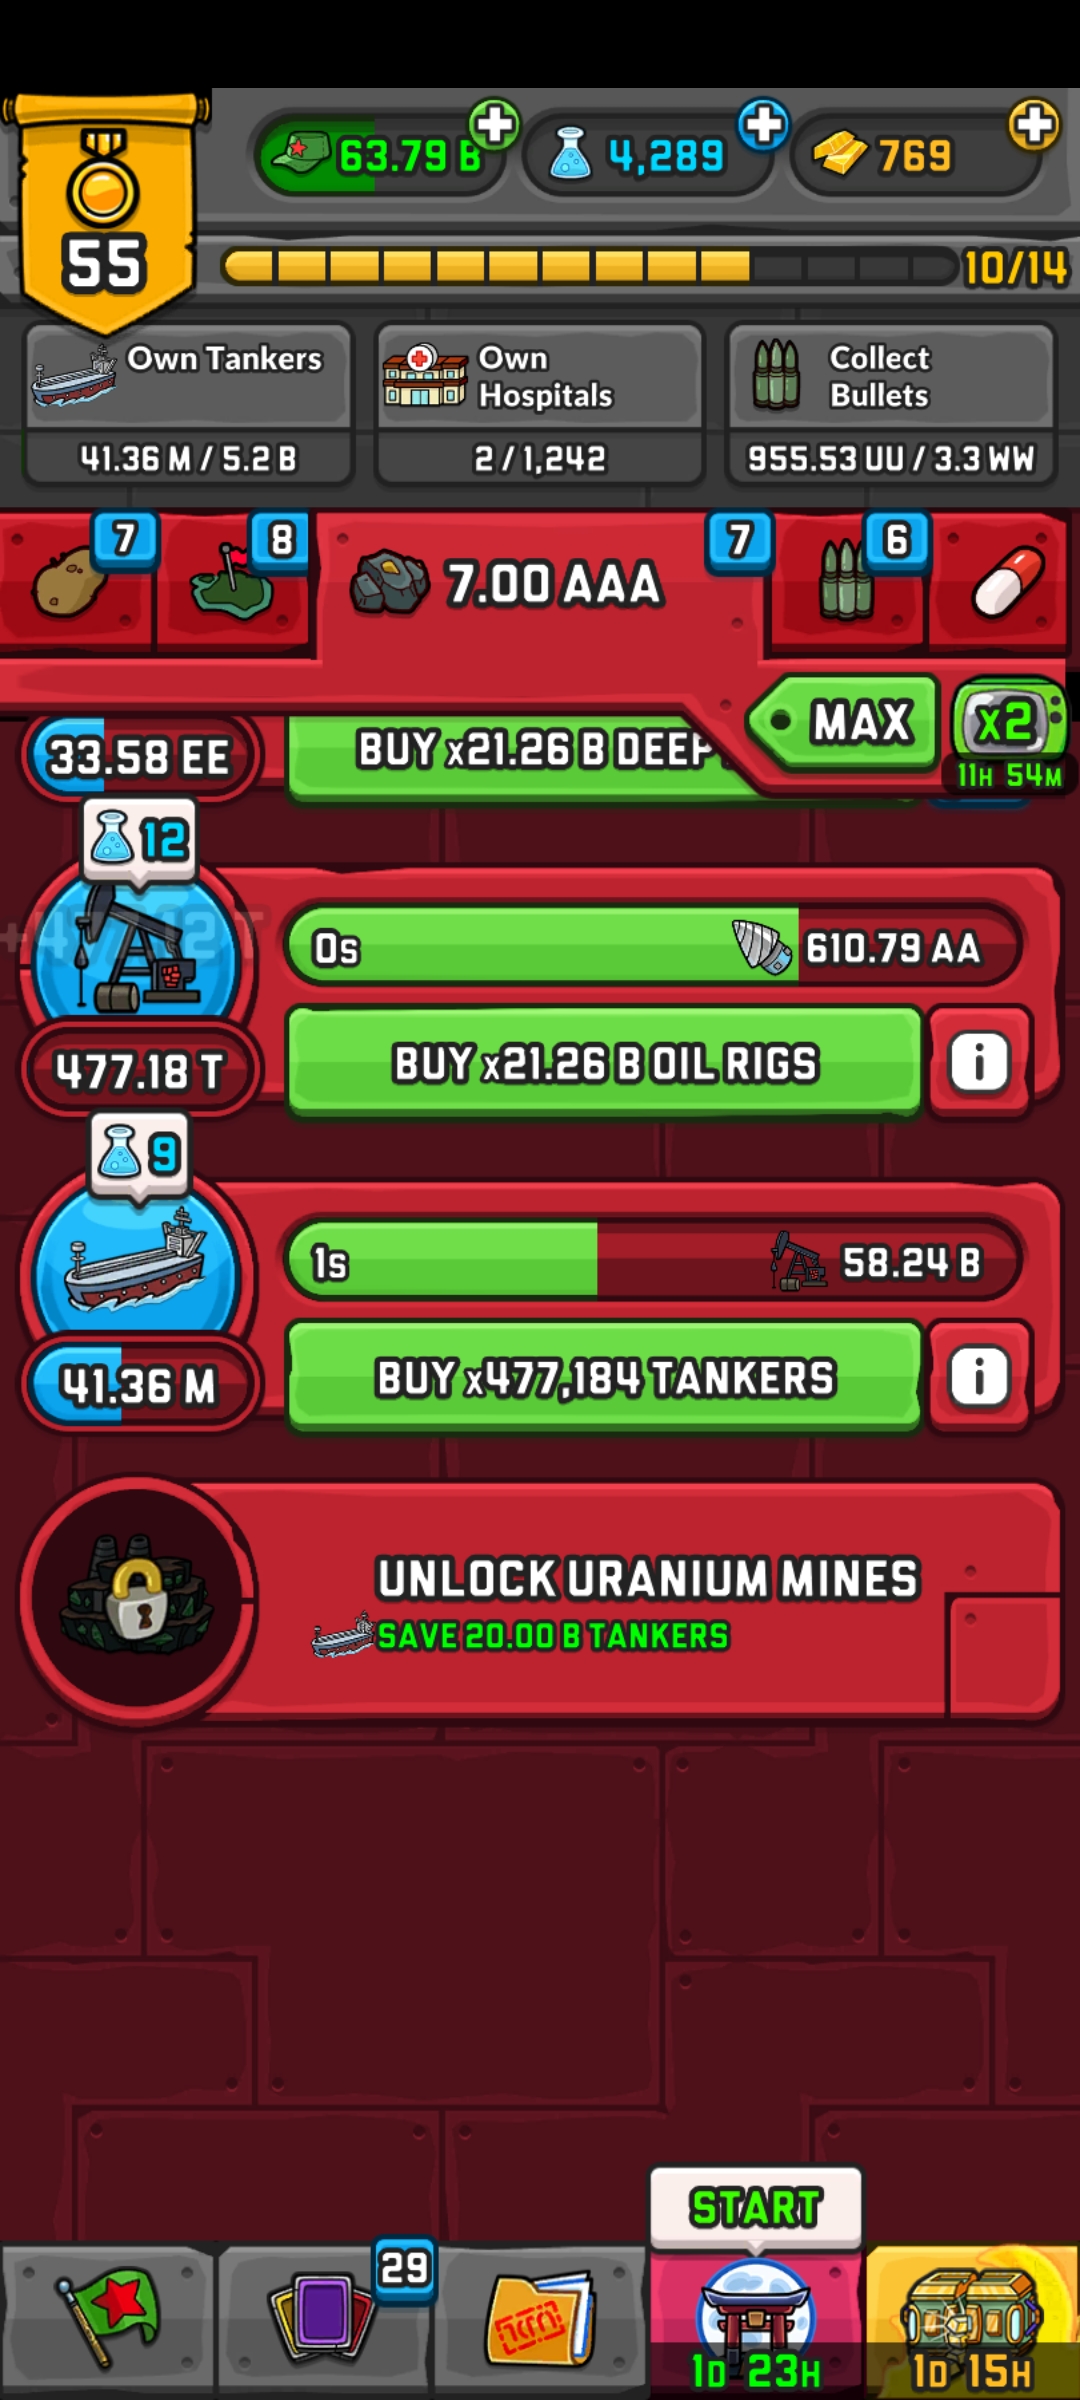 63.79 B
4,289
769
55
10/14
Own Tankers
41.36 M / 5.2 B
Own
Hospitals
2 / 1,242
Collect
Bullets
955.53 UU / 3.3 WW
7
8
7.00 AAA
7
6
MAX
x2
11H 54M
33.58 EE
BUY x21.26 B DEEP
12
0s
610.79 AA
477.18 T
BUY x21.26 B OIL RIGS
i
9
1s
58.24 B
41.36 M
BUY x477,184 TANKERS
i
UNLOCK URANIUM MINES
SAVE 20.00 B TANKERS
START
29
1D 23H
1D 15H